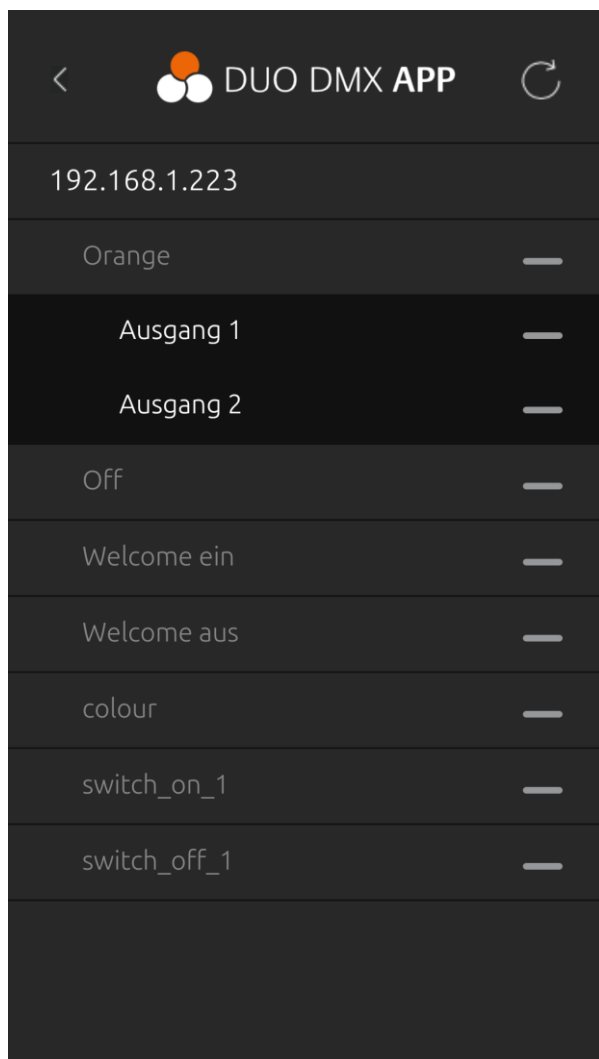 DUO DMX APP
192.168.1.223
Orange
Ausgang 1
Ausgang 2
Off
Welcome ein
Welcome aus
colour
switch_on_1
switch_off_1